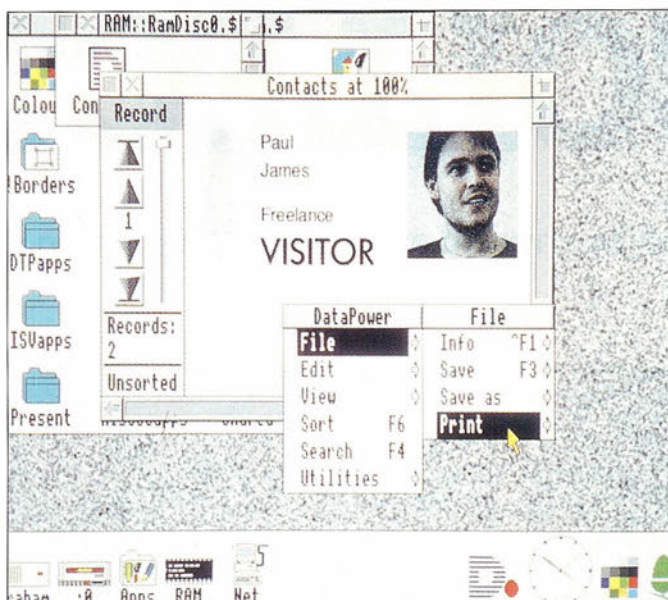 RAM::RamDisc0.$
.$
Contacts at 100%
Colou
Con
Record
Paul
James
Freelance
VISITOR
1
!Borders
DTPapps
ISVapps
Present
Records:
2
Unsorted
DataPower
File
Edit
View
Sort F6
Search F4
Utilities
File
Info ^F1
Save F3
Save as
Print
:0
Apps
RAM
Net